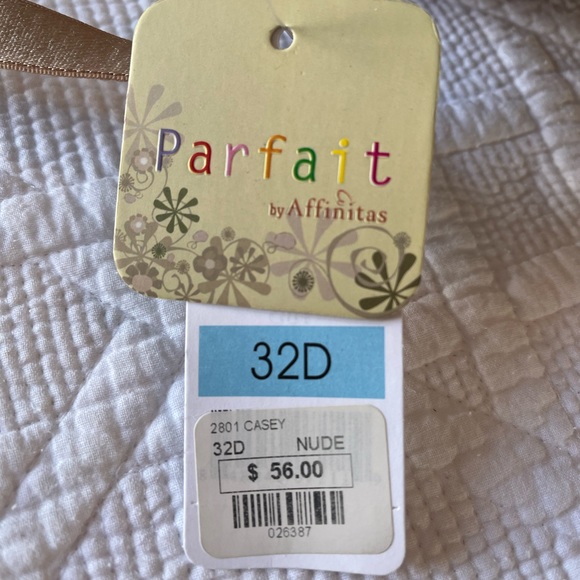 Parfait
by Affinitas
32D
2801 CASEY
32D NUDE
$ 56.00
026387